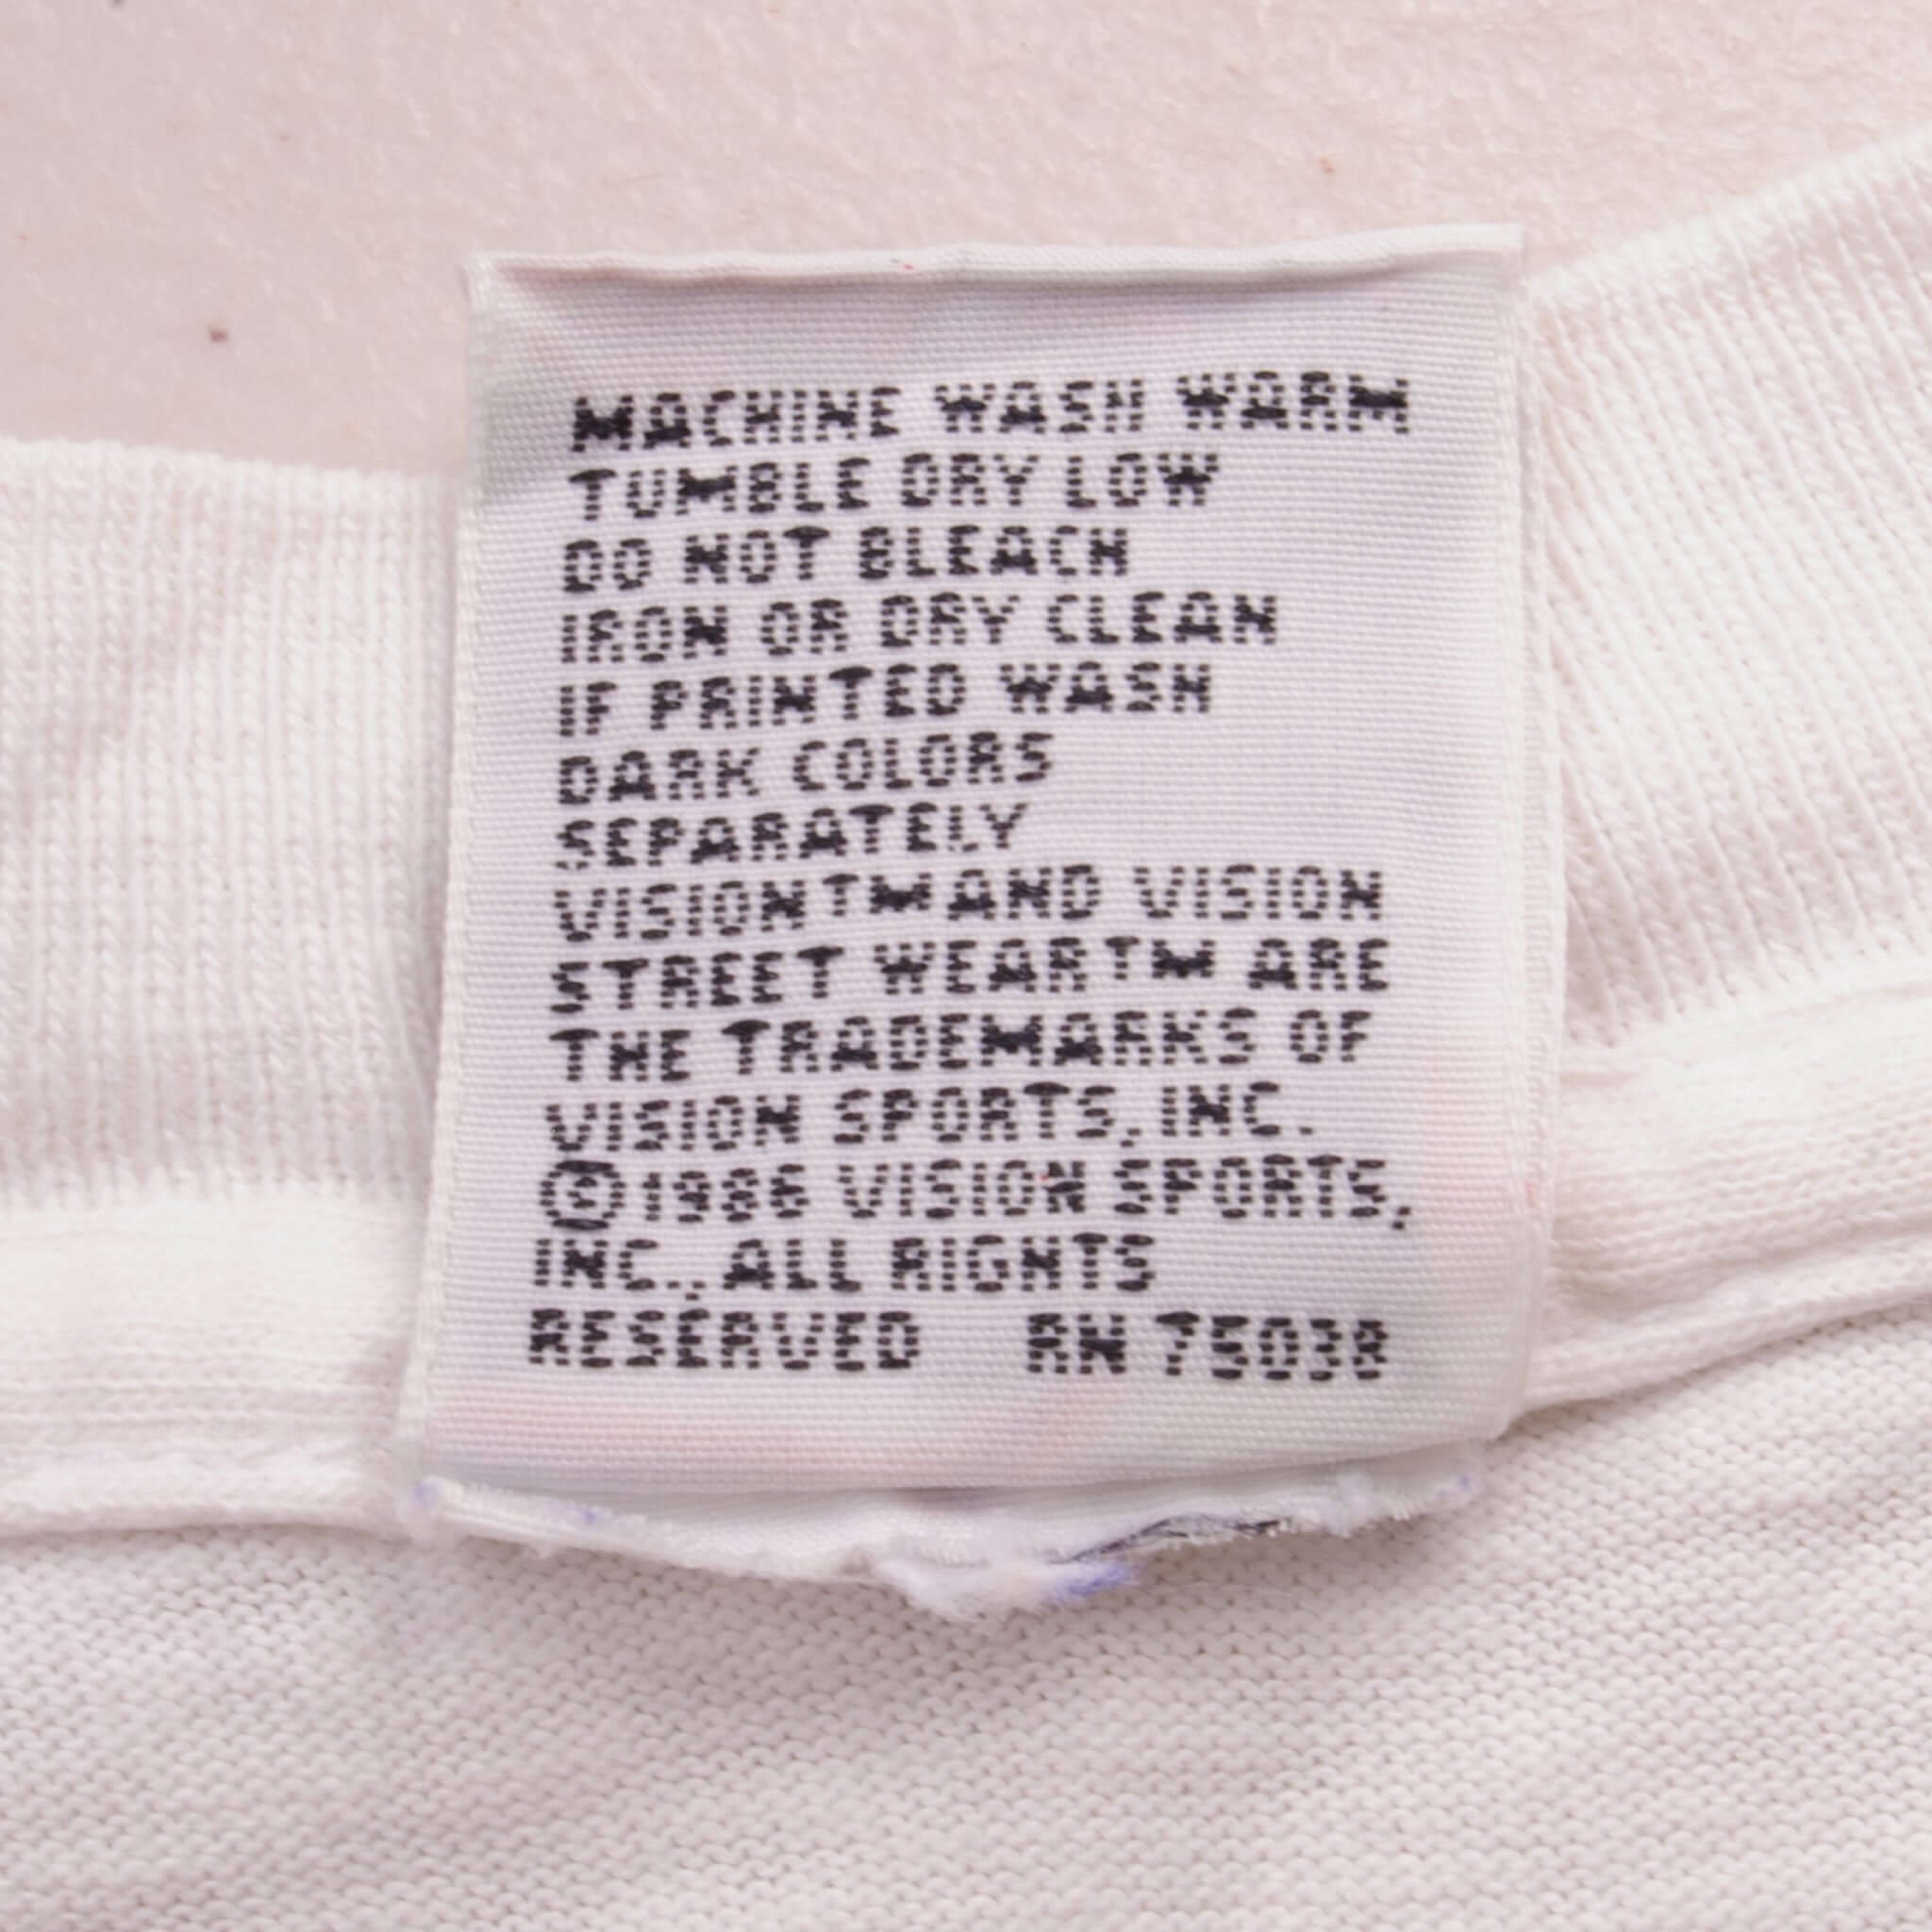 MACHINE WASH WARM
TUMBLE DRY LOW
DO NOT BLEACH
IRON OR DRY CLEAN
IF PRINTED WASH
DARK COLORS
SEPARATELY
VISION™ AND VISION
STREET WEAR™ ARE
THE TRADEMARKS OF
VISION SPORTS, INC.
©1986 VISION SPORTS,
INC., ALL RIGHTS
RESERVED RN 75038